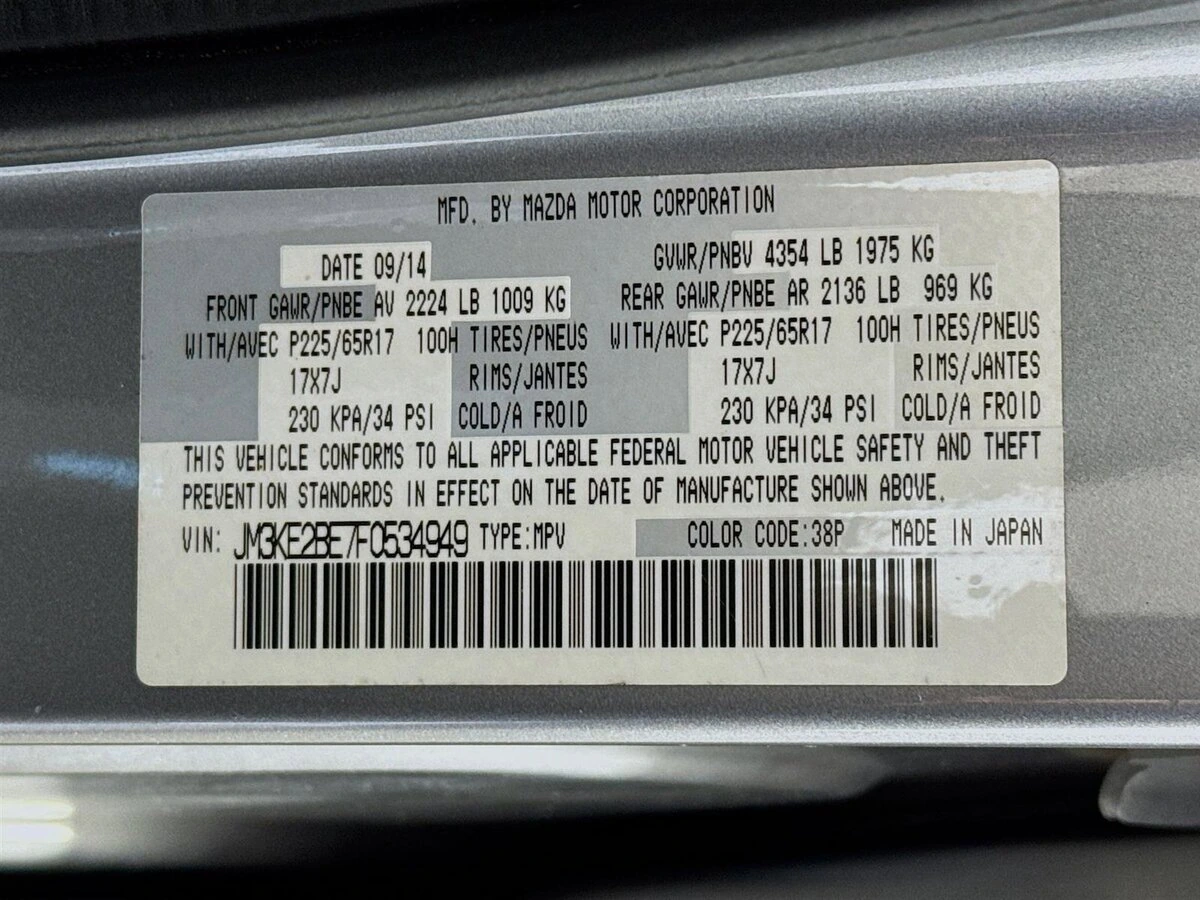 MFD. BY MAZDA MOTOR CORPORATION
DATE 09/14 GVWR/PNBV 4354 LB 1975 KG
FRONT GAWR/PNBE AV 2224 LB 1009 KG REAR GAWR/PNBE AR 2136 LB 969 KG
WITH/AVEC P225/65R17 100H TIRES/PNEUS WITH/AVEC P225/65R17 100H TIRES/PNEUS
17X7J RIMS/JANTES 17X7J RIMS/JANTES
230 KPA/34 PSI COLD/A FROID 230 KPA/34 PSI COLD/A FROID
THIS VEHICLE CONFORMS TO ALL APPLICABLE FEDERAL MOTOR VEHICLE SAFETY AND THEFT
PREVENTION STANDARDS IN EFFECT ON THE DATE OF MANUFACTURE SHOWN ABOVE.
VIN: JM3KE2BE7F0534949 TYPE:MPV COLOR CODE:38P MADE IN JAPAN